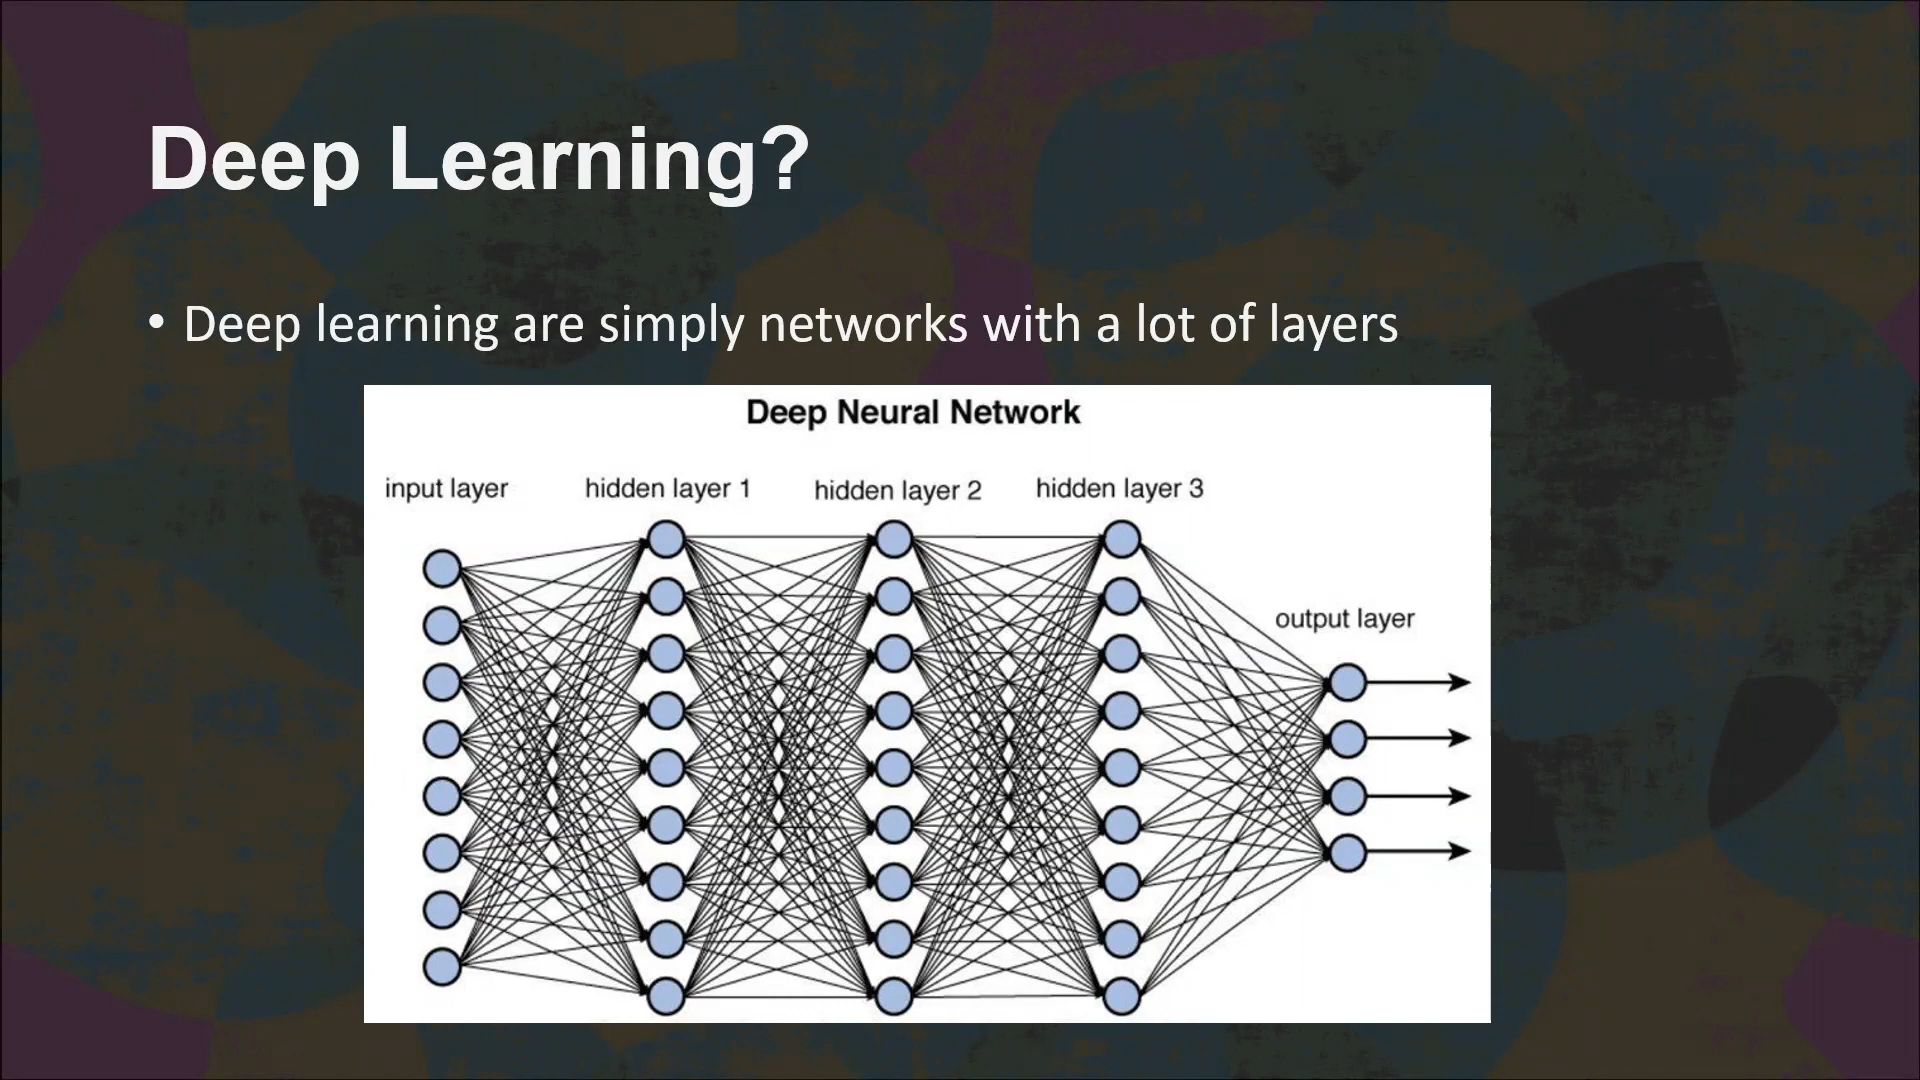 Deep Learning?
• Deep learning are simply networks with a lot of layers
Deep Neural Network
input layer
hidden layer 1
hidden layer 2
hidden layer 3
output layer